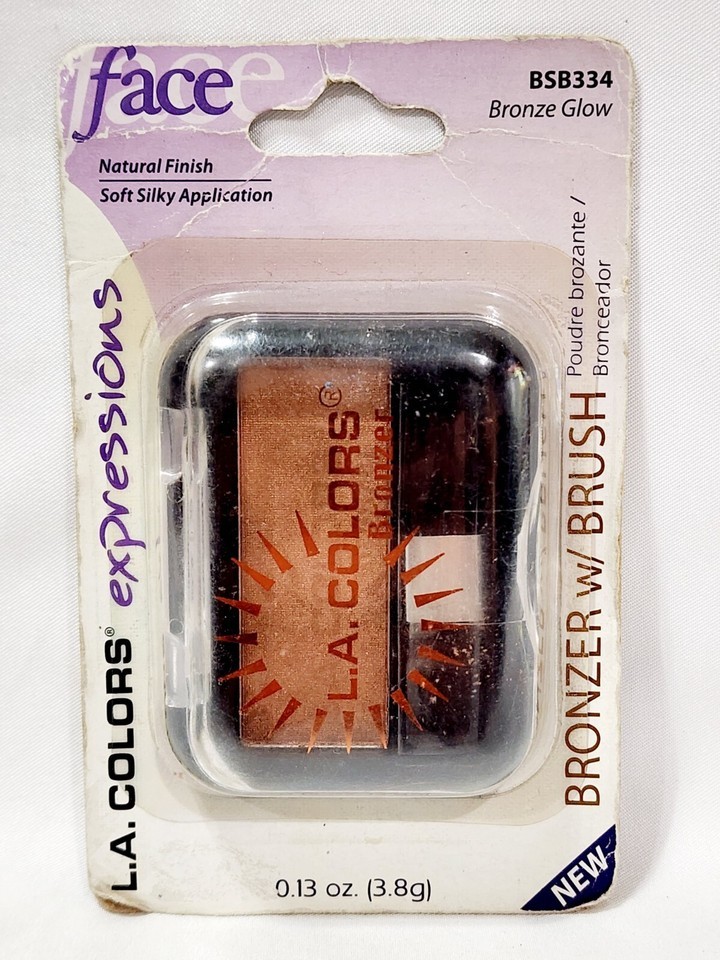 face
BSB334
Bronze Glow
Natural Finish
Soft Silky Application
L.A. COLORS® expressions
L.A. COLORS®
Bronzer
BRONZER w/ BRUSH
Poudre brozante /
Bronceador
0.13 oz. (3.8g)
NEW